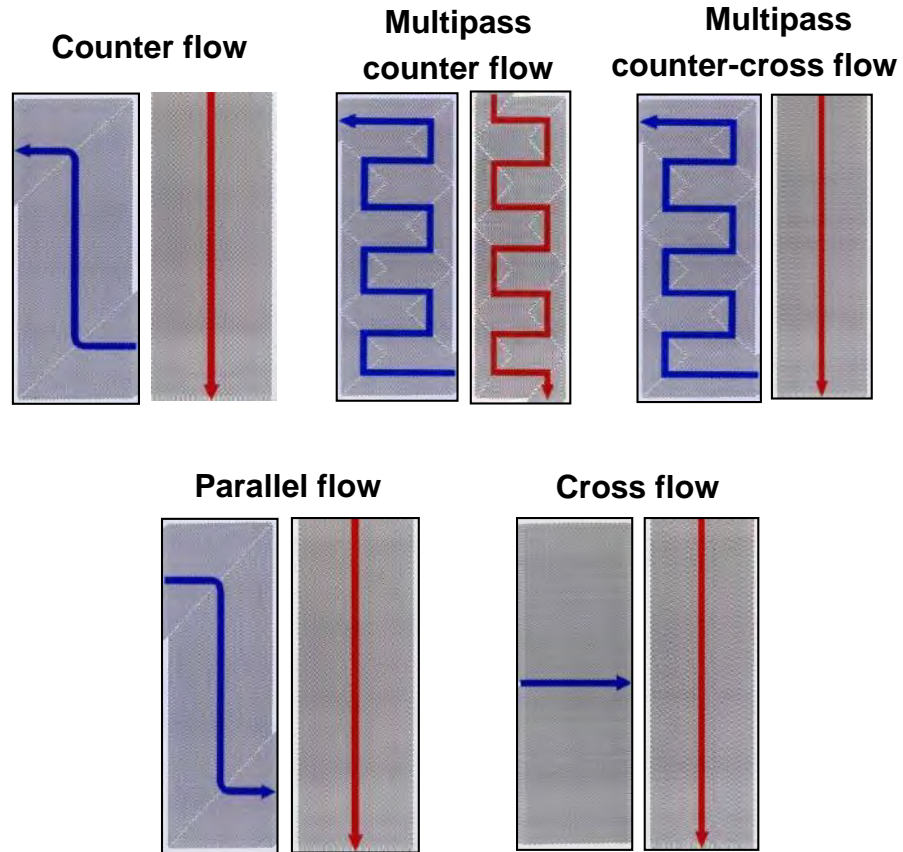 Counter flow
Multipass
counter flow
Multipass
counter-cross flow
Parallel flow
Cross flow